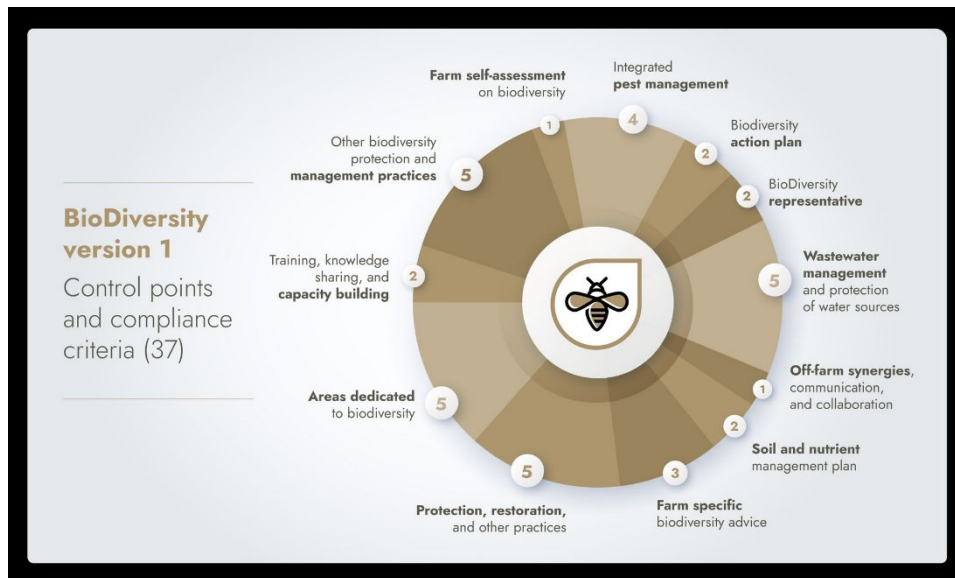 BioDiversity
version 1
Control points
and compliance
criteria (37)
Farm self-assessment
on biodiversity
1
Integrated
pest management
4
Biodiversity
action plan
2
BioDiversity
representative
2
Wastewater
management
and protection
of water sources
5
Off-farm synergies,
communication,
and collaboration
1
Soil and nutrient
management plan
2
Farm specific
biodiversity advice
3
Protection, restoration,
and other practices
5
Areas dedicated
to biodiversity
5
Training, knowledge
sharing, and
capacity building
2
Other biodiversity
protection and
management practices
5